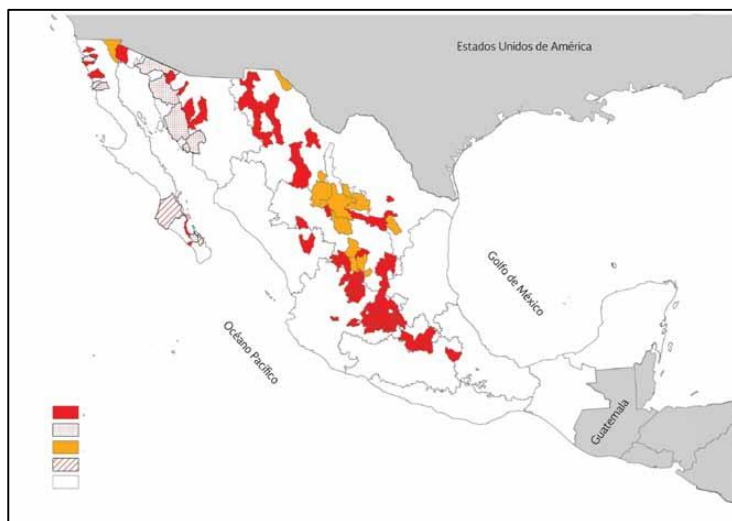 Estados Unidos de América
Golfo de México
Océano Pacífico
Guatemala